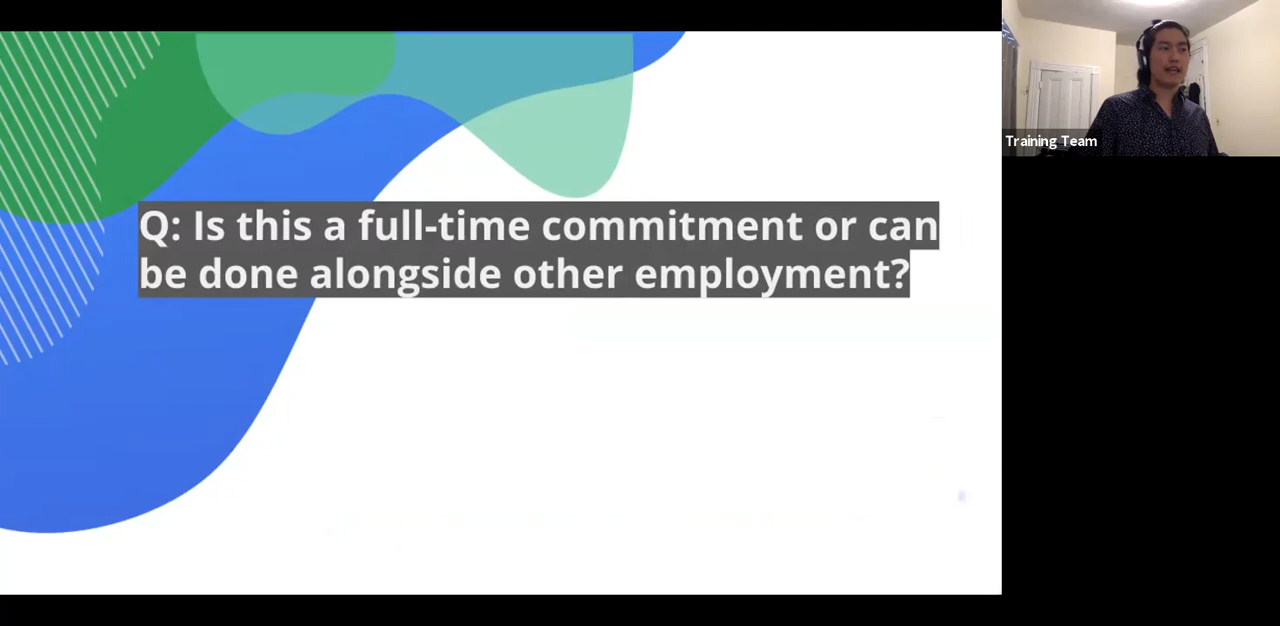 Q: Is this a full-time commitment or can
be done alongside other employment?
Training Team